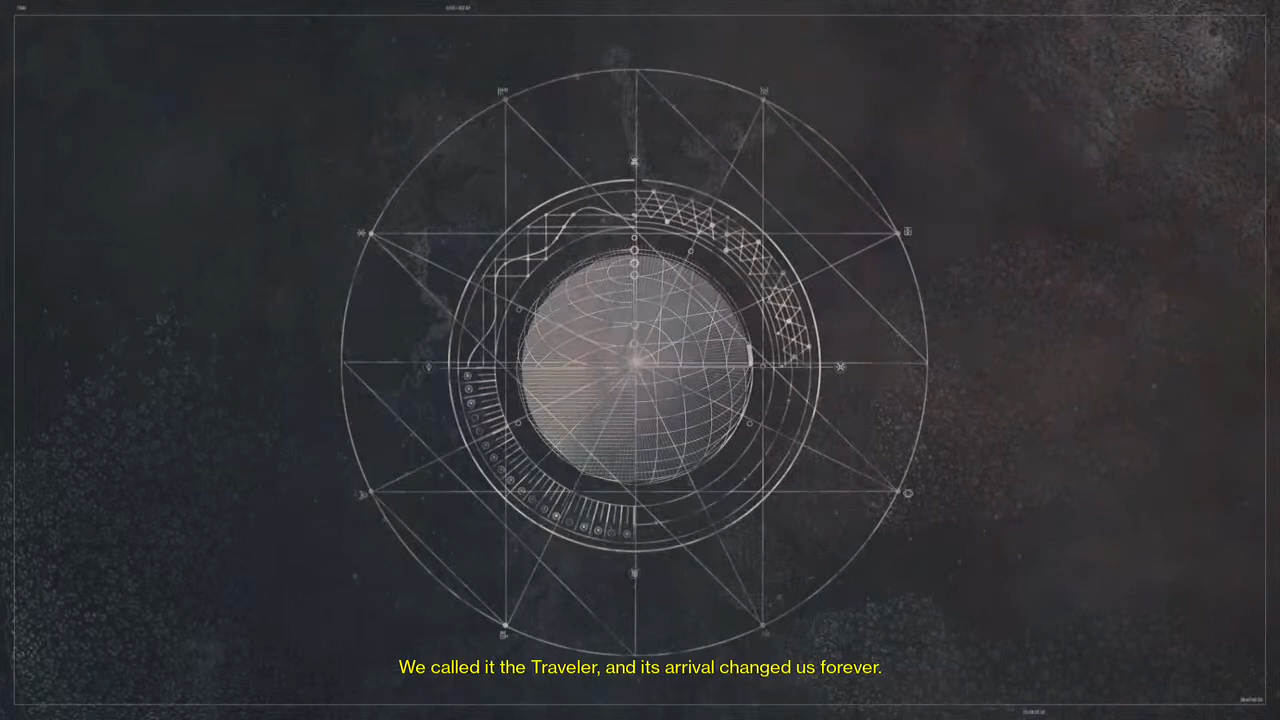 We called it the Traveler, and its arrival changed us forever.